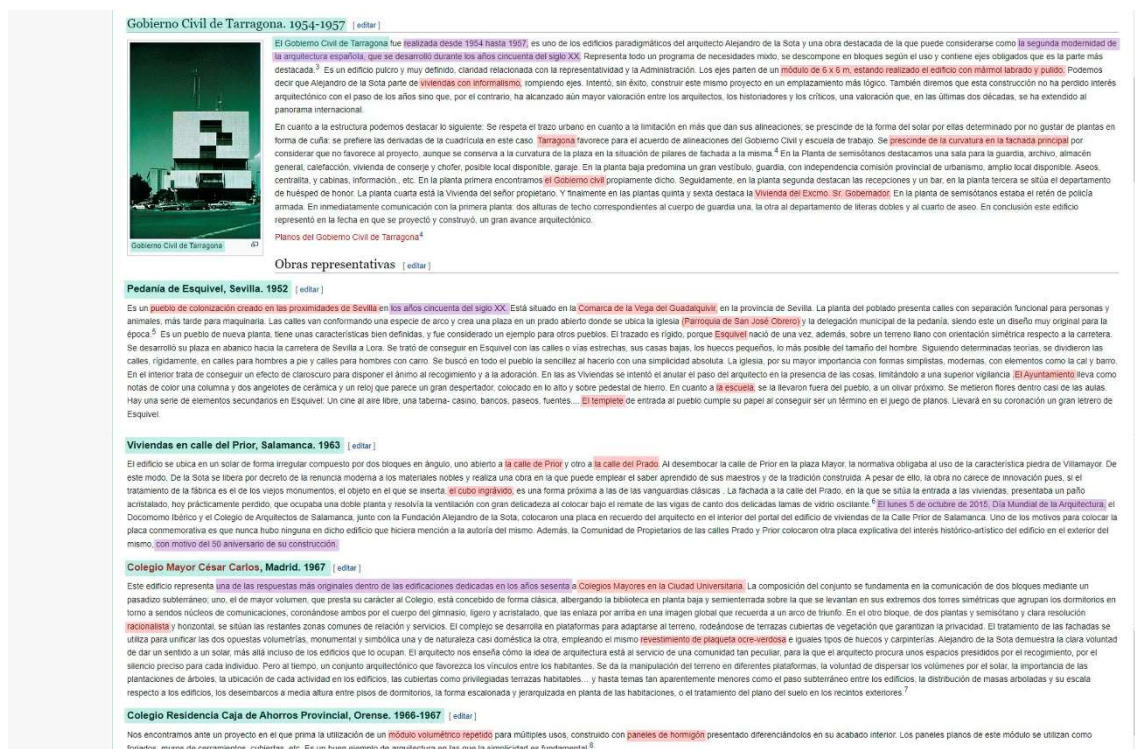 Gobierno Civil de Tarragona. 1954-1957 [ editar ]
El Gobierno Civil de Tarragona fue realizada desde 1954 hasta 1957, es uno de los edificios paradigmáticos del arquitecto Alejandro de la Sota y una obra destacada de la que puede considerarse como la segunda modernidad de
la arquitectura española, que se desarrolló durante los años cincuenta del siglo XX. Representa todo un programa de necesidades mixto, se descompone en bloques según el uso y contiene ejes obligados que es la parte más
destacada.3 Es un edificio pulcro y muy definido, claridad relacionada con la representatividad y la Administración. Los ejes parten de un módulo de 6 x 6 m, estando realizado el edificio con mármol labrado y pulido. Podemos
decir que Alejandro de la Sota parte de viviendas con informalismo, rompiendo ejes. Intentó, sin éxito, construir este mismo proyecto en un emplazamiento más lógico. También diremos que esta construcción no ha perdido interés
arquitectónico con el paso de los años sino que, por el contrario, ha alcanzado aún mayor valoración entre los arquitectos, los historiadores y los críticos, una valoración que, en las últimas dos décadas, se ha extendido al
panorama internacional.
En cuanto a la estructura podemos destacar lo siguiente: Se respeta el trazo urbano en cuanto a la limitación en más que dan sus alineaciones; se prescinde de la forma del solar por ellas determinado por no gustar de plantas en
forma de cuña: se prefiere las derivadas de la cuadrícula en este caso. Tarragona favorece para el acuerdo de alineaciones del Gobierno Civil y escuela de trabajo. Se prescinde de la curvatura en la fachada principal por
considerar que no favorece al proyecto, aunque se conserva a la curvatura de la plaza en la situación de pilares de fachada a la misma.4 En la Planta de semisótanos destacamos una sala para la guardia, archivo, almacén
general, calefacción, vivienda de conserje y chofer, posible local disponible, garaje. En la planta baja predomina un gran vestíbulo, guardia, con independencia comisión provincial de urbanismo, amplio local disponible. Aseos,
centralita, y cabinas, información., etc. En la planta primera encontramos el Gobierno civil propiamente dicho. Seguidamente, en la planta segunda destacan las recepciones y un bar, en la planta tercera se sitúa el departamento
de huésped de honor. La planta cuarta está la Vivienda del señor propietario. Y finalmente en las plantas quinta y sexta destaca la Vivienda del Excmo. Sr. Gobernador. En la planta de semisótanos estaba el retén de policía
armada. En inmediatamente comunicación con la primera planta: dos alturas de techo correspondientes al cuerpo de guardia una, la otra al departamento de literas dobles y al cuarto de aseo. En conclusión este edificio
representó en la fecha en que se proyectó y construyó, un gran avance arquitectónico.
Gobierno Civil de Tarragona
Planos del Gobierno Civil de Tarragona4
Obras representativas [ editar ]
Pedanía de Esquivel, Sevilla. 1952 [ editar ]
Es un pueblo de colonización creado en las proximidades de Sevilla en los años cincuenta del siglo XX. Está situado en la Comarca de la Vega del Guadalquivir, en la provincia de Sevilla. La planta del poblado presenta calles con separación funcional para personas y
animales, más tarde para maquinaria. Las calles van conformando una especie de arco y crea una plaza en un prado abierto donde se ubica la iglesia (Parroquia de San José Obrero) y la delegación municipal de la pedanía, siendo este un diseño muy original para la
época.5 Es un pueblo de nueva planta, tiene unas características bien definidas, y fue considerado un ejemplo para otros pueblos. El trazado es rígido, porque Esquivel nació de una vez, además, sobre un terreno llano con orientación simétrica respecto a la carretera.
Se desarrolló su plaza en abanico hacia la carretera de Sevilla a Lora. Se trató de conseguir en Esquivel con las calles o vías estrechas, sus casas bajas, los huecos pequeños, lo más posible del tamaño del hombre. Siguiendo determinadas teorías, se dividieron las
calles, rígidamente, en calles para hombres a pie y calles para hombres con carro. Se buscó en todo el pueblo la sencillez al hacerlo con una simplicidad absoluta. La iglesia, por su mayor importancia con formas simplistas, modernas, con elementos como la cal y barro.
En el interior trata de conseguir un efecto de claroscuro para disponer el ánimo al recogimiento y a la adoración. En las as Viviendas se intentó el anular el paso del arquitecto en la presencia de las cosas, limitándolo a una superior vigilancia .El Ayuntamiento lleva como
notas de color una columna y dos angelotes de cerámica y un reloj que parece un gran despertador, colocado en lo alto y sobre pedestal de hierro. En cuanto a la escuela, se la llevaron fuera del pueblo, a un olivar próximo. Se metieron flores dentro casi de las aulas.
Hay una serie de elementos secundarios en Esquivel: Un cine al aire libre, una taberna- casino, bancos, paseos, fuentes.... El templete de entrada al pueblo cumple su papel al conseguir ser un término en el juego de planos. Llevará en su coronación un gran letrero de
Esquivel.
Viviendas en calle del Prior, Salamanca. 1963 [ editar ]
El edificio se ubica en un solar de forma irregular compuesto por dos bloques en ángulo, uno abierto a la calle de Prior y otro a la calle del Prado. Al desembocar la calle de Prior en la plaza Mayor, la normativa obligaba al uso de la característica piedra de Villamayor. De
este modo, De la Sota se libera por decreto de la renuncia moderna a los materiales nobles y realiza una obra en la que puede emplear el saber aprendido de sus maestros y de la tradición construida. A pesar de ello, la obra no carece de innovación pues, si el
tratamiento de la fábrica es el de los viejos monumentos, el objeto en el que se inserta, el cubo ingrávido, es una forma próxima a las de las vanguardias clásicas . La fachada a la calle del Prado, en la que se sitúa la entrada a las viviendas, presentaba un paño
acristalado, hoy prácticamente perdido, que ocupaba una doble planta y resolvía la ventilación con gran delicadeza al colocar bajo el remate de las vigas de canto dos delicadas lamas de vidrio oscilante.6 El lunes 5 de octubre de 2015, Día Mundial de la Arquitectura, el
Docomomo Ibérico y el Colegio de Arquitectos de Salamanca, junto con la Fundación Alejandro de la Sota, colocaron una placa en recuerdo del arquitecto en el interior del portal del edificio de viviendas de la Calle Prior de Salamanca. Uno de los motivos para colocar la
placa conmemorativa es que nunca hubo ninguna en dicho edificio que hiciera mención a la autoría del mismo. Además, la Comunidad de Propietarios de las calles Prado y Prior colocaron otra placa explicativa del interés histórico-artístico del edificio en el exterior del
mismo, con motivo del 50 aniversario de su construcción.
Colegio Mayor César Carlos, Madrid. 1967 [ editar ]
Este edificio representa una de las respuestas más originales dentro de las edificaciones dedicadas en los años sesenta a Colegios Mayores en la Ciudad Universitaria. La composición del conjunto se fundamenta en la comunicación de dos bloques mediante un
pasadizo subterráneo; uno, el de mayor volumen, que presta su carácter al Colegio, está concebido de forma clásica, albergando la biblioteca en planta baja y semienterrada sobre la que se levantan en sus extremos dos torres simétricas que agrupan los dormitorios en
torno a sendos núcleos de comunicaciones, coronándose ambos por el cuerpo del gimnasio, ligero y acristalado, que las enlaza por arriba en una imagen global que recuerda a un arco de triunfo. En el otro bloque, de dos plantas y semisótano y clara resolución
racionalista y horizontal, se sitúan las restantes zonas comunes de relación y servicios. El complejo se desarrolla en plataformas para adaptarse al terreno, rodeándose de terrazas cubiertas de vegetación que garantizan la privacidad. El tratamiento de las fachadas se
utiliza para unificar las dos opuestas volumetrías, monumental y simbólica una y de naturaleza casi doméstica la otra, empleando el mismo revestimiento de plaqueta ocre-verdosa e iguales tipos de huecos y carpinterías. Alejandro de la Sota demuestra la clara voluntad
de dar un sentido a un solar, más allá incluso de los edificios que lo ocupan. El arquitecto nos enseña cómo la idea de arquitectura está al servicio de una comunidad tan peculiar, para la que el arquitecto procura unos espacios presididos por el recogimiento, por el
silencio preciso para cada individuo. Pero al tiempo, un conjunto arquitectónico que favorezca los vínculos entre los habitantes. Se da la manipulación del terreno en diferentes plataformas, la voluntad de dispersar los volúmenes por el solar, la importancia de las
plantaciones de árboles, la ubicación de cada actividad en los edificios, las cubiertas como privilegiadas terrazas habitables… y hasta temas tan aparentemente menores como el paso subterráneo entre los edificios, la distribución de masas arboladas y su escala
respecto a los edificios, los desembarcos a media altura entre pisos de dormitorios, la forma escalonada y jerarquizada en planta de las habitaciones, o el tratamiento del plano del suelo en los recintos exteriores.7
Colegio Residencia Caja de Ahorros Provincial, Orense. 1966-1967 [ editar ]
Nos encontramos ante un proyecto en el que prima la utilización de un módulo volumétrico repetido para múltiples usos, construido con paneles de hormigón presentado diferenciándolos en su acabado interior. Los paneles planos de este módulo se utilizan como
forjados, muros de cerramientos, cubiertas, etc. Es un buen ejemplo de arquitectura en las que la simplicidad es fundamental.8